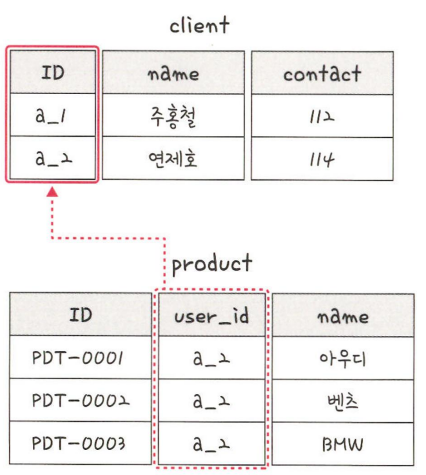 client
ID name contact
a_1 주홍철 112
a_2 연제호 114
product
ID user_id name
PDT-0001 a_2 아우디
PDT-0002 a_2 벤츠
PDT-0003 a_2 BMW